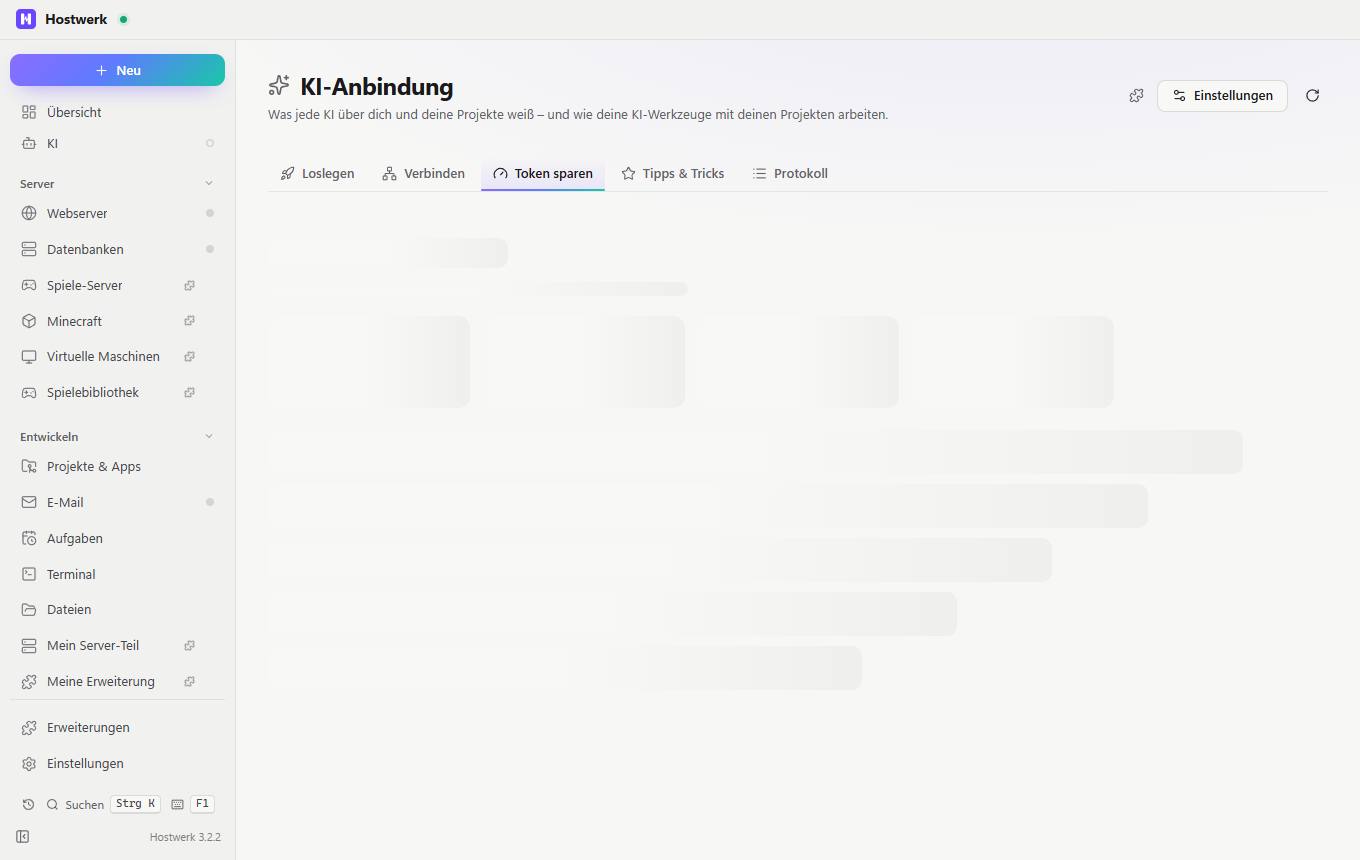 Hostwerk
Neu
Übersicht
KI
Server
Webserver
Datenbanken
Spiele-Server
Minecraft
Virtuelle Maschinen
Spielebibliothek
Entwickeln
Projekte & Apps
E-Mail
Aufgaben
Terminal
Dateien
Mein Server-Teil
Meine Erweiterung
Erweiterungen
Einstellungen
Suchen Strg K F1
Hostwerk 3.2.2
KI-Anbindung
Was jede KI über dich und deine Projekte weiß – und wie deine KI-Werkzeuge mit deinen Projekten arbeiten.
Einstellungen
Loslegen Verbinden Token sparen Tipps & Tricks Protokoll